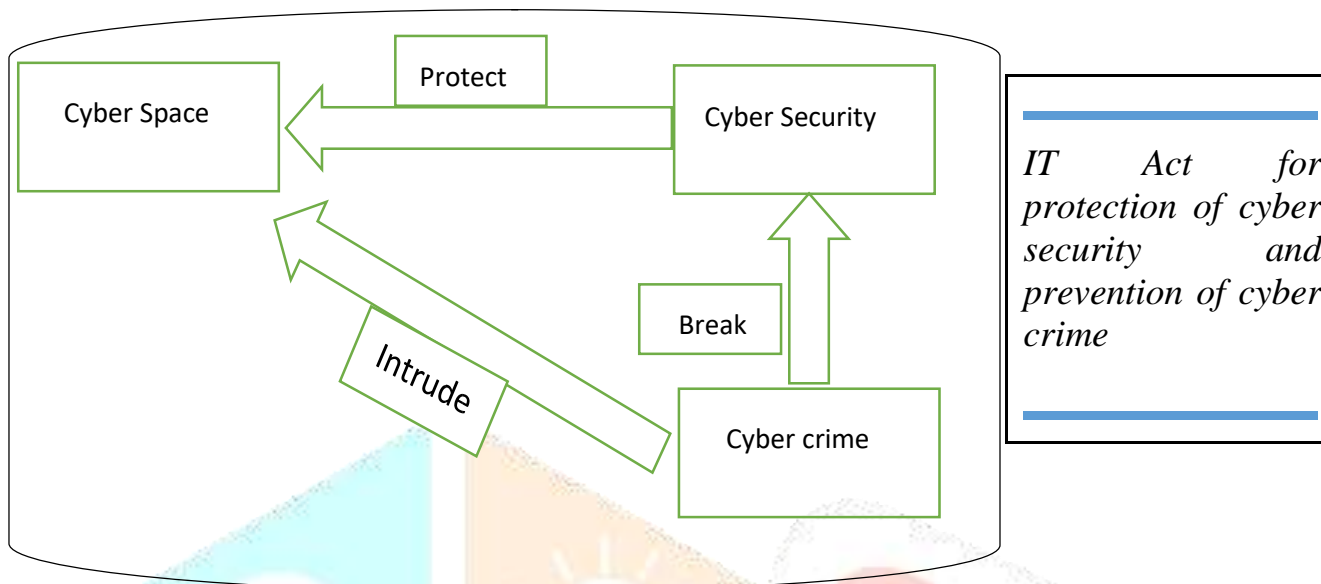 Protect
Cyber Space
Cyber Security
IT Act for
protection of cyber
security and
prevention of cyber
crime
Break
Intrude
Cyber crime